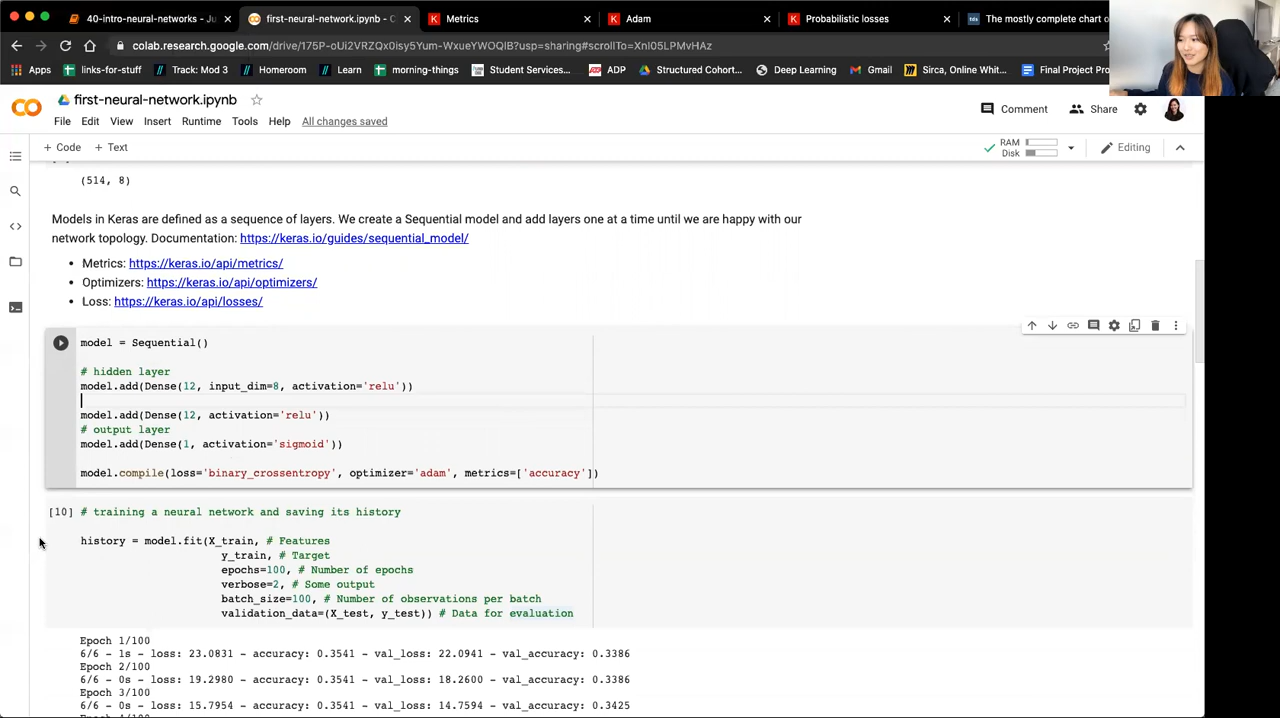 40-intro-neural-networks - Ju
first-neural-network.ipynb - C
Metrics
Adam
Probabilistic losses
The mostly complete chart o
colab.research.google.com/drive/175P-oUi2VRZQx0isy5Yum-WxueYWOQIB?usp=sharing#scrollTo=XnI05LPMvHAz
Apps
links-for-stuff
Track: Mod 3
Homeroom
Learn
morning-things
Student Services...
ADP
Structured Cohort...
Deep Learning
Gmail
Sirca, Online Whit...
Final Project Pro
first-neural-network.ipynb
Comment
Share
File Edit View Insert Runtime Tools Help All changes saved
+ Code + Text
RAM
Disk
Editing
(514, 8)
Models in Keras are defined as a sequence of layers. We create a Sequential model and add layers one at a time until we are happy with our
network topology. Documentation: https://keras.io/guides/sequential_model/
• Metrics: https://keras.io/api/metrics/
• Optimizers: https://keras.io/api/optimizers/
• Loss: https://keras.io/api/losses/
model = Sequential()
# hidden layer
model.add(Dense(12, input_dim=8, activation='relu'))
model.add(Dense(12, activation='relu'))
# output layer
model.add(Dense(1, activation='sigmoid'))
model.compile(loss='binary_crossentropy', optimizer='adam', metrics=['accuracy'])
[10] # training a neural network and saving its history
history = model.fit(X_train, # Features
y_train, # Target
epochs=100, # Number of epochs
verbose=2, # Some output
batch_size=100, # Number of observations per batch
validation_data=(X_test, y_test)) # Data for evaluation
Epoch 1/100
6/6 - 1s - loss: 23.0831 - accuracy: 0.3541 - val_loss: 22.0941 - val_accuracy: 0.3386
Epoch 2/100
6/6 - 0s - loss: 19.2980 - accuracy: 0.3541 - val_loss: 18.2600 - val_accuracy: 0.3386
Epoch 3/100
6/6 - 0s - loss: 15.7954 - accuracy: 0.3541 - val_loss: 14.7594 - val_accuracy: 0.3425